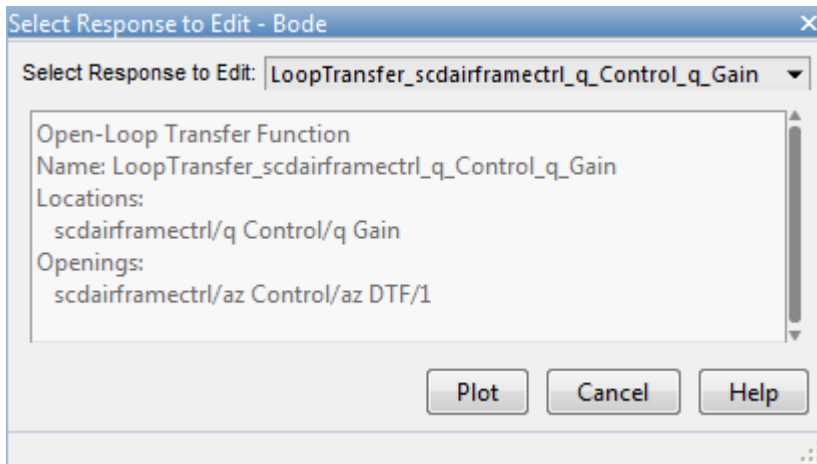 Select Response to Edit - Bode
Select Response to Edit: LoopTransfer_scdairframectrl_q_Control_q_Gain
Open-Loop Transfer Function
Name: LoopTransfer_scdairframectrl_q_Control_q_Gain
Locations:
scdairframectrl/q Control/q Gain
Openings:
scdairframectrl/az Control/az DTF/1
Plot Cancel Help